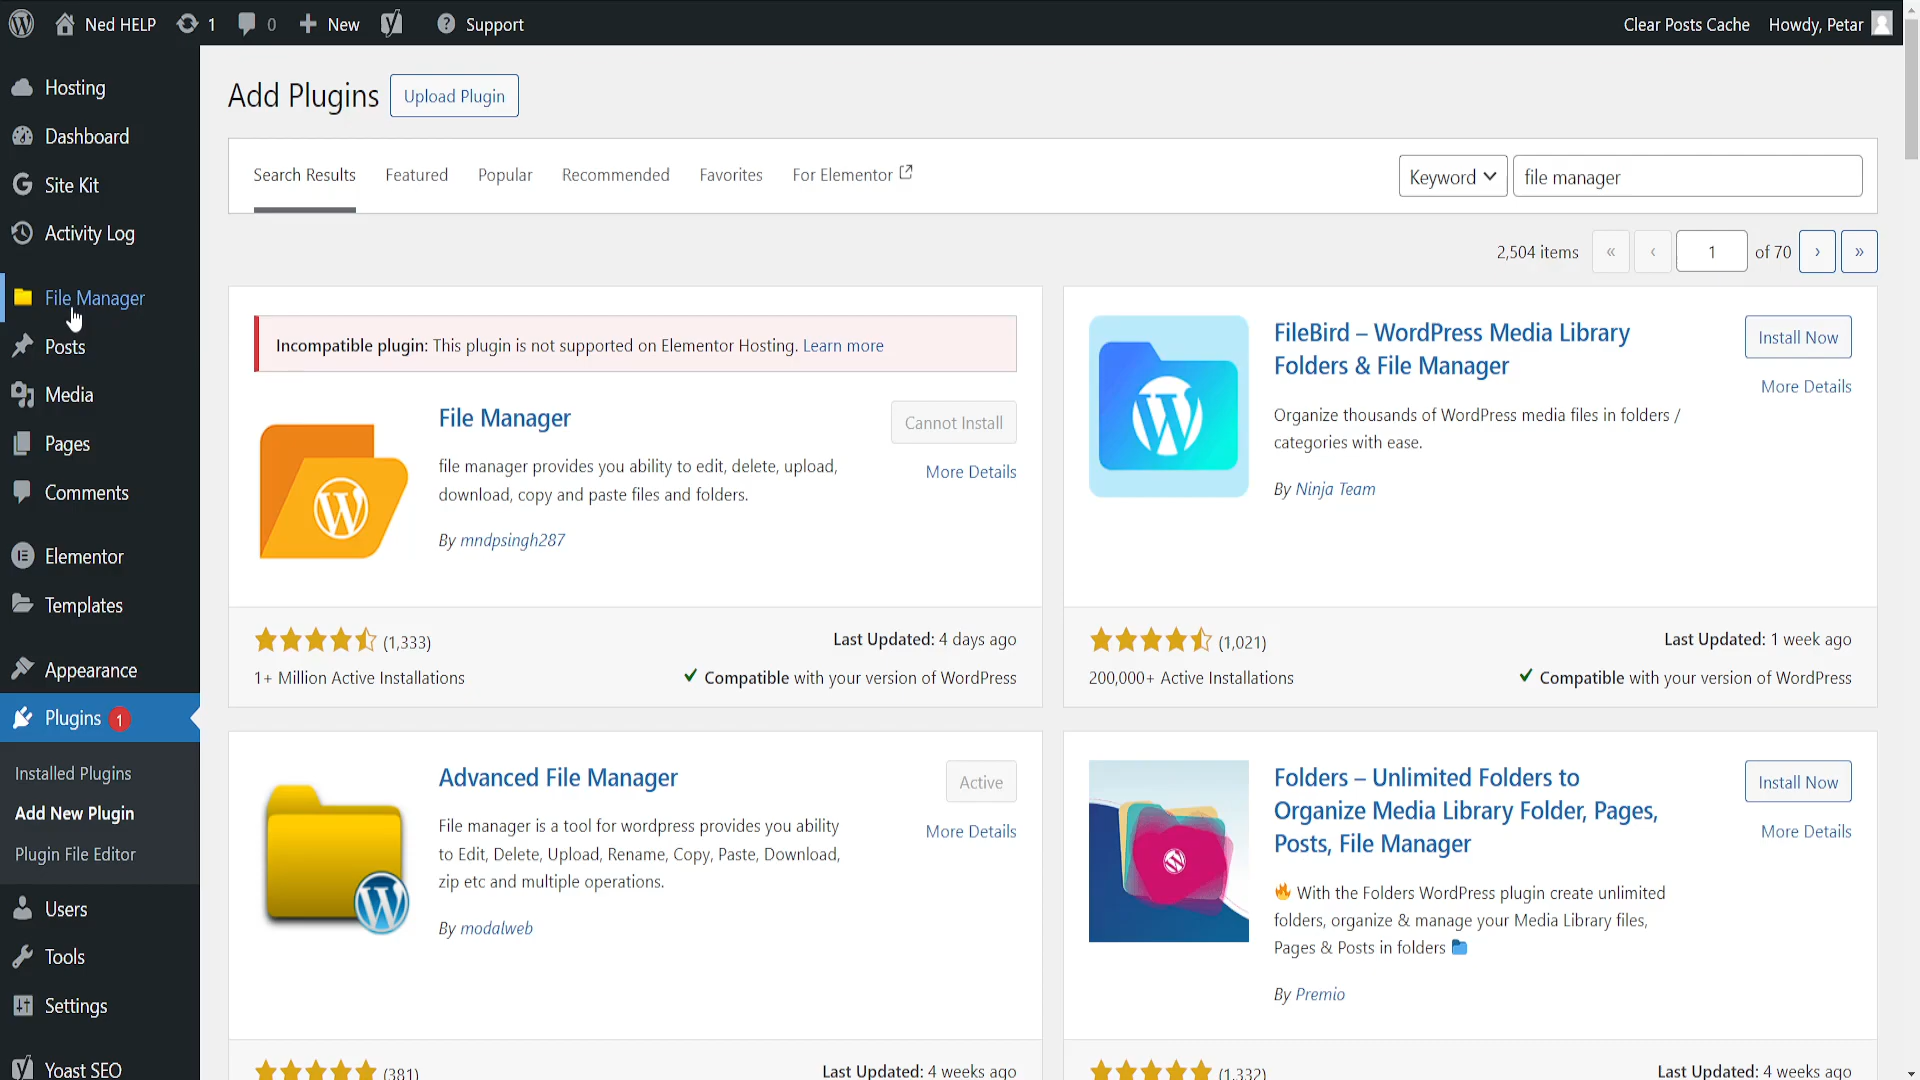 Ned HELP 1 0 New Support Clear Posts Cache Howdy, Petar
Hosting
Dashboard
Site Kit
Activity Log
File Manager
Posts
Media
Pages
Comments
Elementor
Templates
Appearance
Plugins 1
Installed Plugins
Add New Plugin
Plugin File Editor
Users
Tools
Settings
Yoast SEO
Add Plugins Upload Plugin
Search Results Featured Popular Recommended Favorites For Elementor Keyword file manager
2,504 items « ‹ 1 of 70 › »
Incompatible plugin: This plugin is not supported on Elementor Hosting. Learn more
File Manager
Cannot Install
More Details
file manager provides you ability to edit, delete, upload,
download, copy and paste files and folders.
By mndpsingh287
(1,333)
Last Updated: 4 days ago
1+ Million Active Installations
Compatible with your version of WordPress
FileBird – WordPress Media Library
Folders & File Manager
Install Now
More Details
Organize thousands of WordPress media files in folders /
categories with ease.
By Ninja Team
(1,021)
Last Updated: 1 week ago
200,000+ Active Installations
Compatible with your version of WordPress
Advanced File Manager
Active
More Details
File manager is a tool for wordpress provides you ability
to Edit, Delete, Upload, Rename, Copy, Paste, Download,
zip etc and multiple operations.
By modalweb
(381)
Last Updated: 4 weeks ago
Folders – Unlimited Folders to
Organize Media Library Folder, Pages,
Posts, File Manager
Install Now
More Details
With the Folders WordPress plugin create unlimited
folders, organize & manage your Media Library files,
Pages & Posts in folders
By Premio
(1,332)
Last Updated: 4 weeks ago